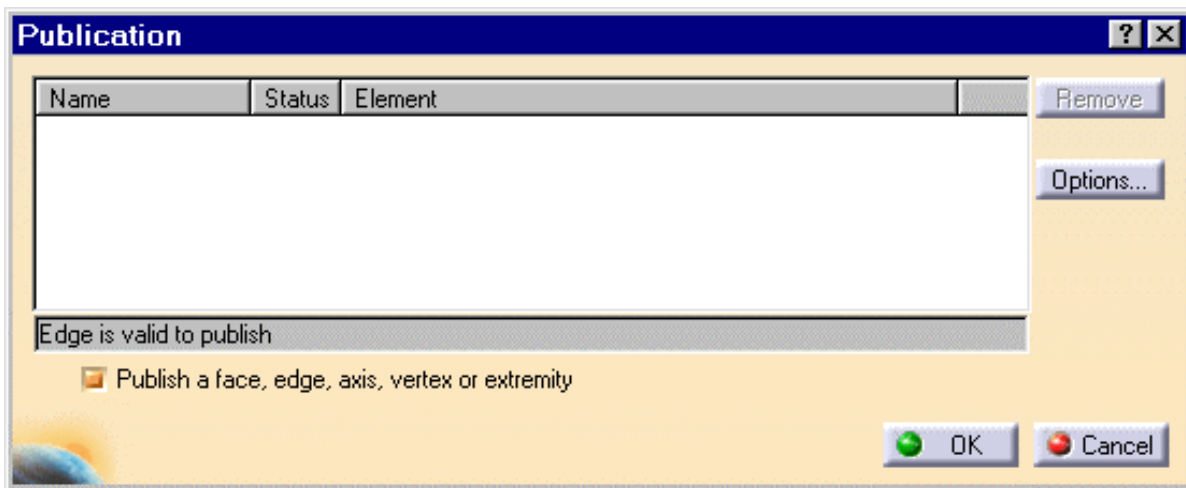 Publication
Name Status Element
Remove
Options...
Edge is valid to publish
Publish a face, edge, axis, vertex or extremity
OK Cancel